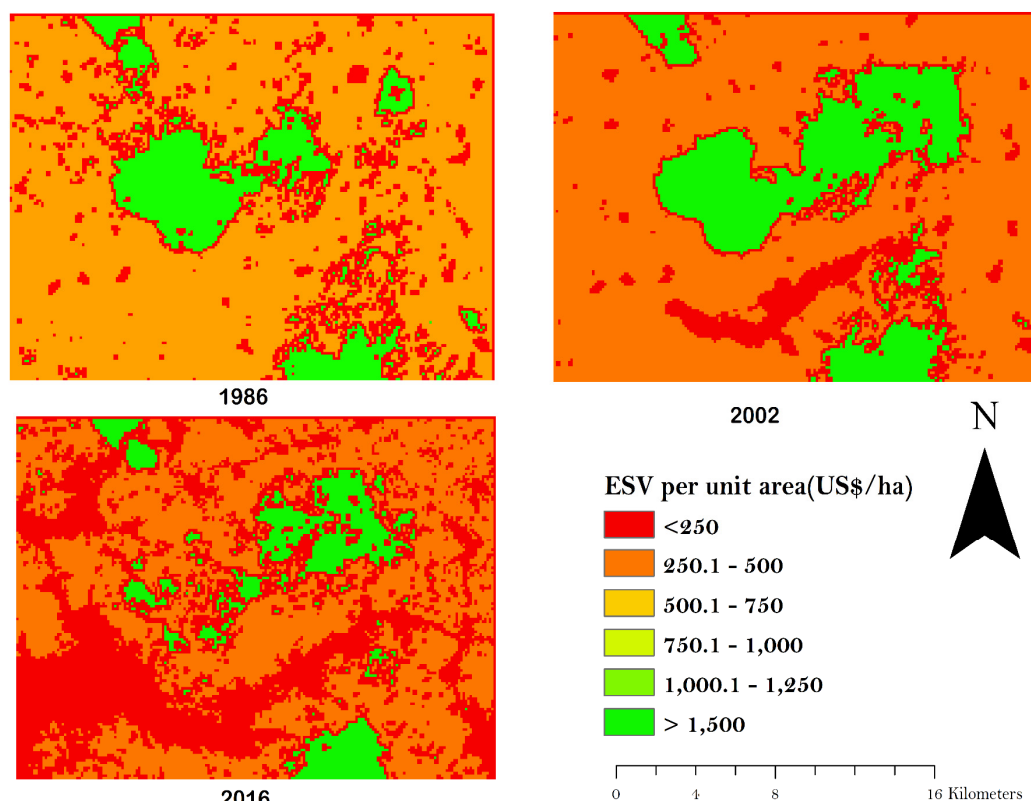 1986
2002
N
ESV per unit area(US$/ha)
<250
250.1 - 500
500.1 - 750
750.1 - 1,000
1,000.1 - 1,250
> 1,500
0 4 8 16 Kilometers
2016